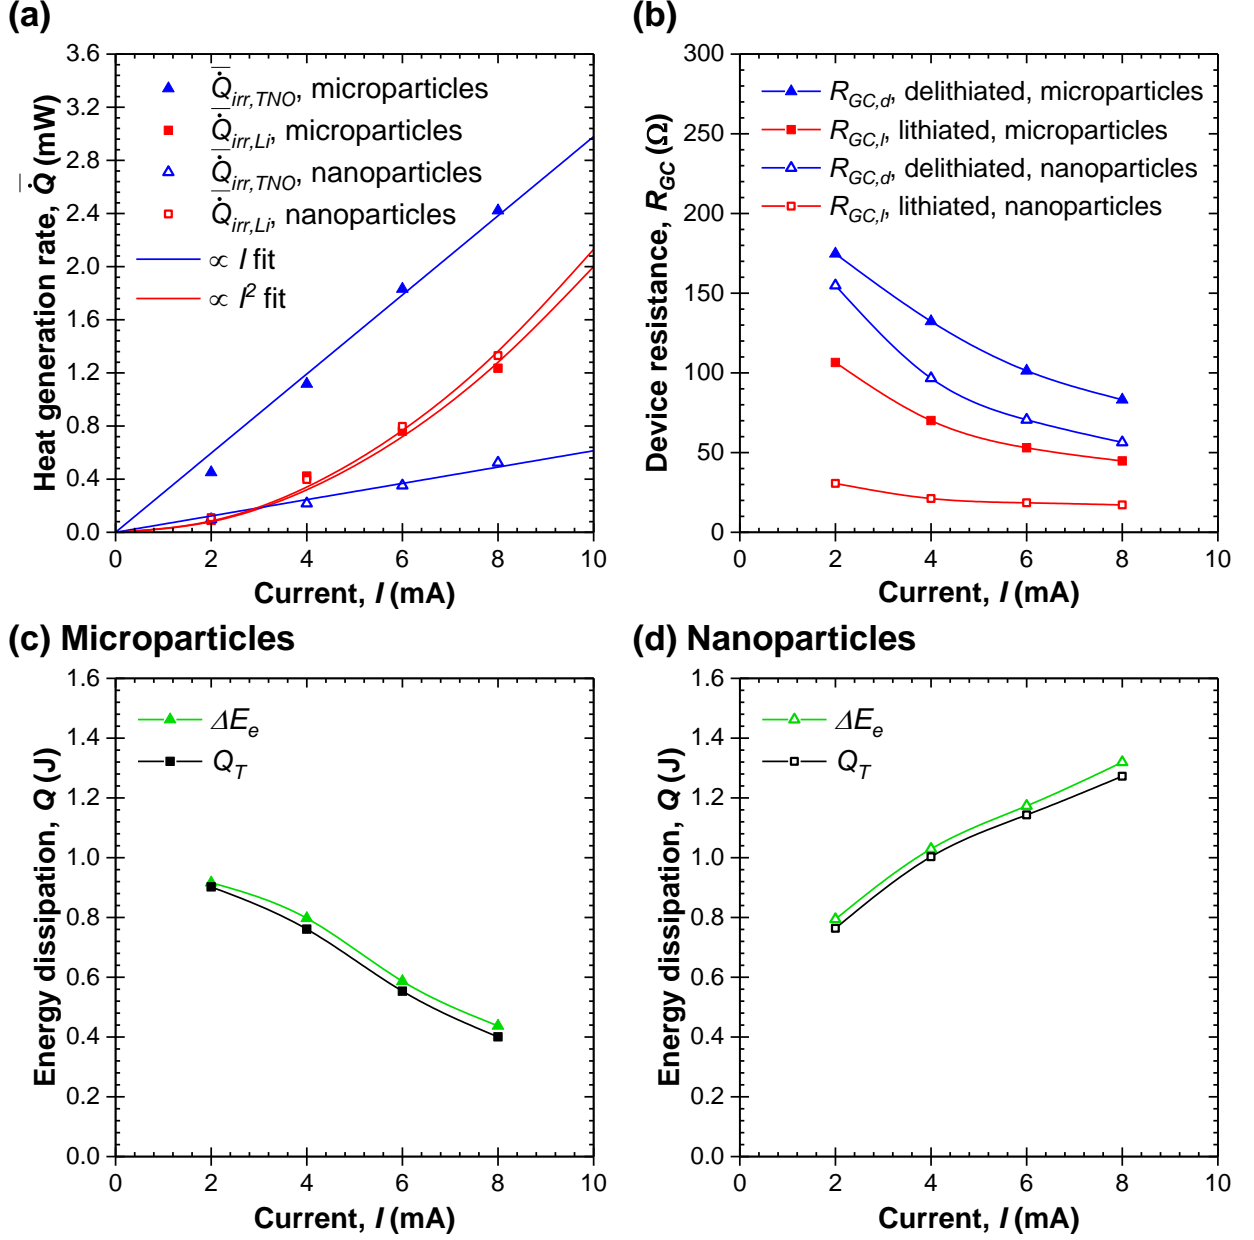 (a)
Heat generation rate, Q̇̅ (mW)
3.6
3.2
2.8
2.4
2.0
1.6
1.2
0.8
0.4
0.0
Q̇̅irr,TNO, microparticles
Q̇̅irr,Li, microparticles
Q̇̅irr,TNO, nanoparticles
Q̇̅irr,Li, nanoparticles
∝ I fit
∝ I² fit
0 2 4 6 8 10
Current, I (mA)
(b)
Device resistance, RGC (Ω)
300
250
200
150
100
50
0
RGC,d, delithiated, microparticles
RGC,l, lithiated, microparticles
RGC,d, delithiated, nanoparticles
RGC,l, lithiated, nanoparticles
0 2 4 6 8 10
Current, I (mA)
(c) Microparticles
Energy dissipation, Q (J)
1.6
1.4
1.2
1.0
0.8
0.6
0.4
0.2
0.0
ΔEe
QT
0 2 4 6 8 10
Current, I (mA)
(d) Nanoparticles
Energy dissipation, Q (J)
1.6
1.4
1.2
1.0
0.8
0.6
0.4
0.2
0.0
ΔEe
QT
0 2 4 6 8 10
Current, I (mA)